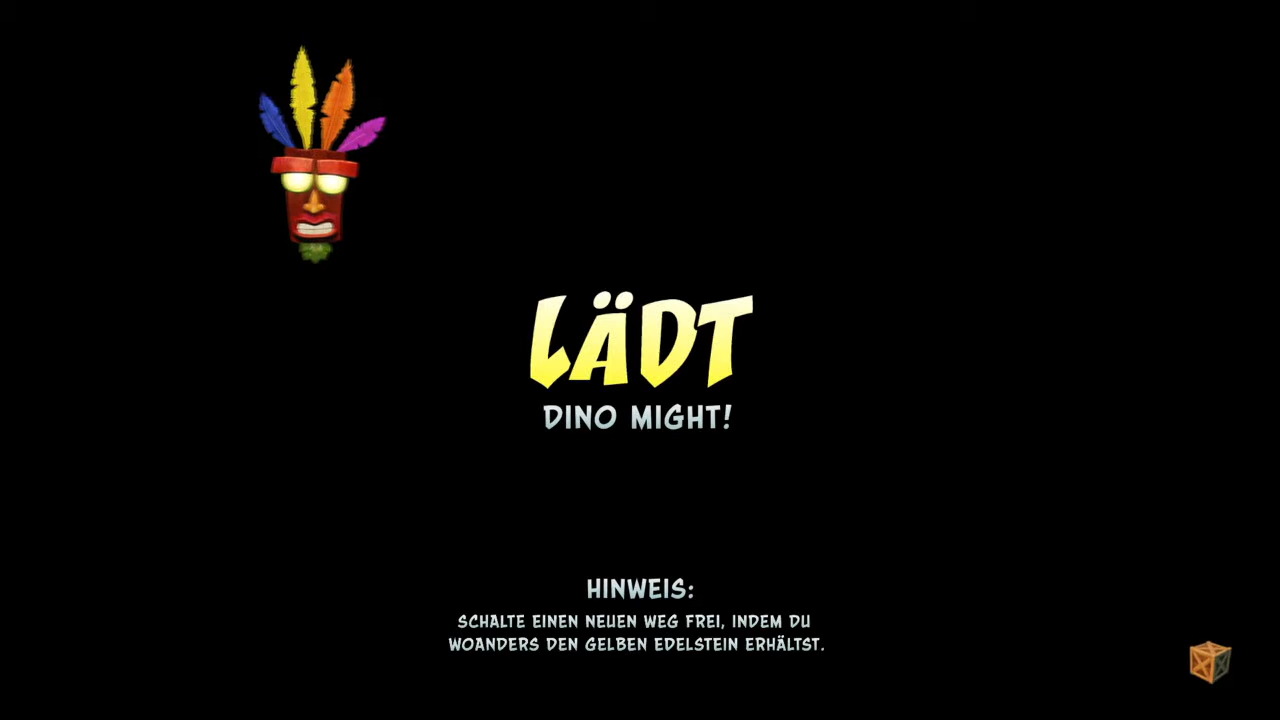 LÄDT
DINO MIGHT!
HINWEIS:
SCHALTE EINEN NEUEN WEG FREI, INDEM DU
WOANDERS DEN GELBEN EDELSTEIN ERHÄLTST.